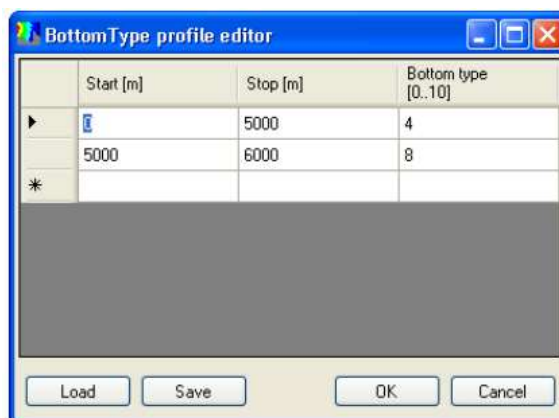 BottomType profile editor
Start [m] Stop [m] Bottom type [0..10]
0 5000 4
5000 6000 8
*
Load Save OK Cancel